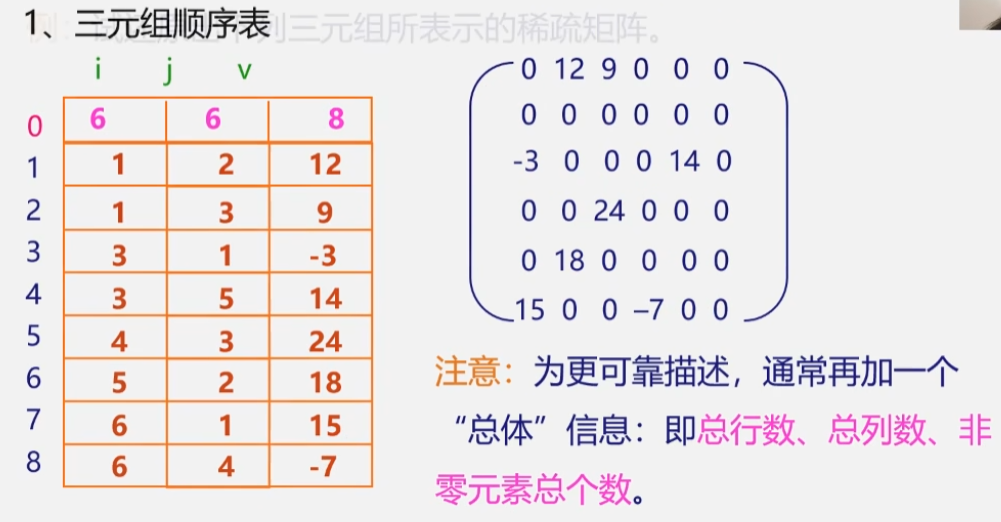 1、三元组顺序表
例：试还原出下列三元组所表示的稀疏矩阵。
i j v
0 6 6 8
1 1 2 12
2 1 3 9
3 3 1 -3
4 3 5 14
5 4 3 24
6 5 2 18
7 6 1 15
8 6 4 -7
0 12 9 0 0 0
0 0 0 0 0 0
-3 0 0 0 14 0
0 0 24 0 0 0
0 18 0 0 0 0
15 0 0 –7 0 0
注意：为更可靠描述，通常再加一个
“总体”信息：即总行数、总列数、非
零元素总个数。